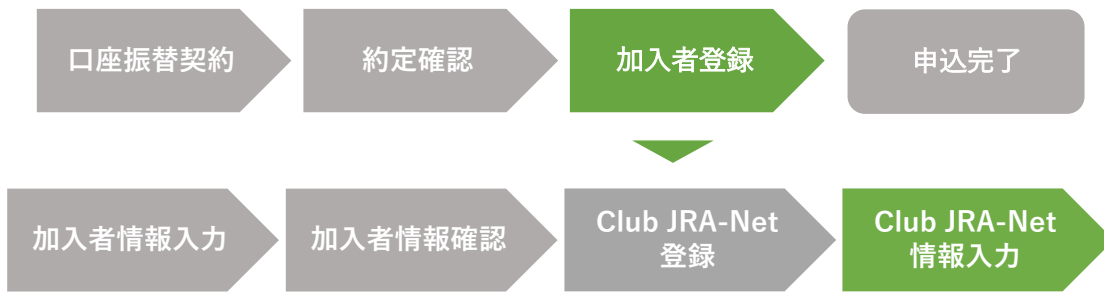 口座振替契約
約定確認
加入者登録
申込完了
加入者情報入力
加入者情報確認
Club JRA-Net
登録
Club JRA-Net
情報入力